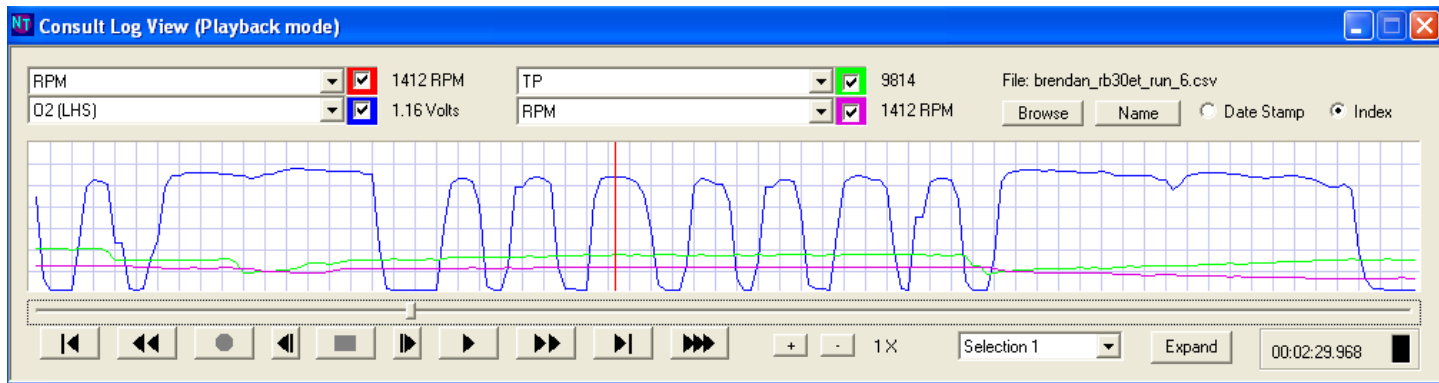 NT Consult Log View (Playback mode)
RPM 1412 RPM TP 9814 File: brendan_rb30et_run_6.csv
O2 (LHS) 1.16 Volts RPM 1412 RPM Browse Name Date Stamp Index
+ - 1X Selection 1 Expand 00:02:29.968